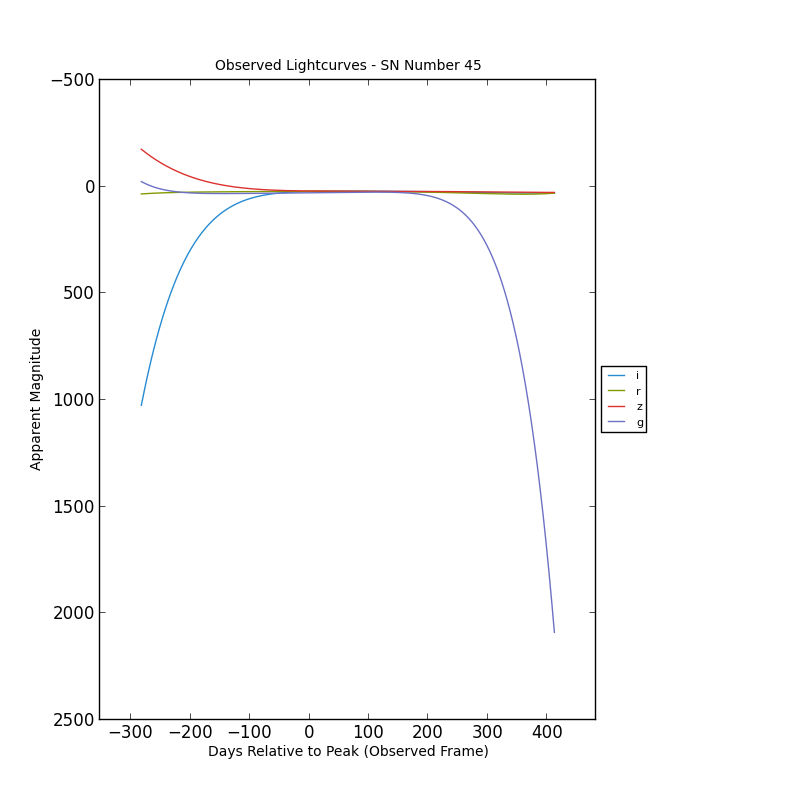 Observed Lightcurves - SN Number 45
−500
0
500
1000
1500
2000
2500
Apparent Magnitude
−300 −200 −100 0 100 200 300 400
Days Relative to Peak (Observed Frame)
i
r
z
g